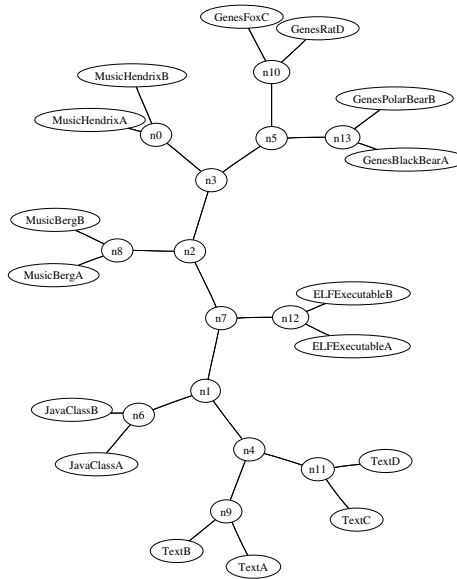 GenesFoxC
GenesRatD
n10
MusicHendrixB
GenesPolarBearB
MusicHendrixA
n0
n5
n13
GenesBlackBearA
n3
MusicBergB
n8
n2
MusicBergA
ELFExecutableB
n7
n12
ELFExecutableA
n1
JavaClassB
n6
n4
JavaClassA
n11
TextD
n9
TextC
TextB
TextA